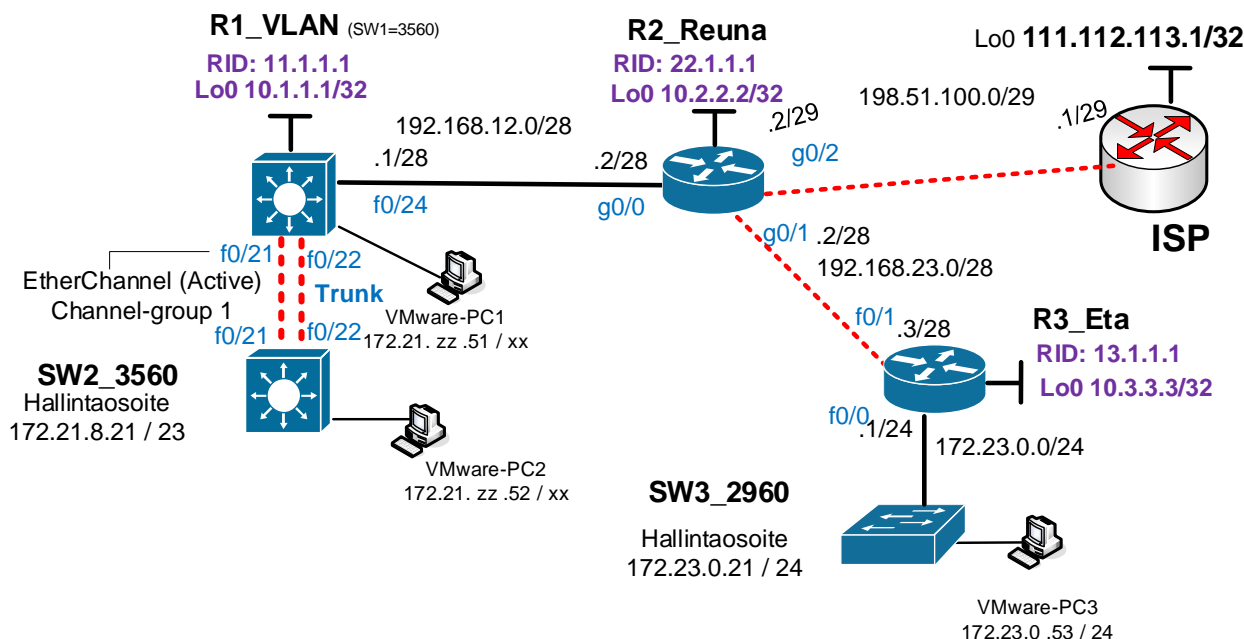 R1_VLAN (SW1=3560)
RID: 11.1.1.1
Lo0 10.1.1.1/32
R2_Reuna
RID: 22.1.1.1
Lo0 10.2.2.2/32
Lo0 111.112.113.1/32
198.51.100.0/29
.2/29
.1/29
g0/2
192.168.12.0/28
.1/28
.2/28
f0/24
g0/0
ISP
g0/1
.2/28
192.168.23.0/28
f0/21
f0/22
EtherChannel (Active)
Channel-group 1
Trunk
f0/21
f0/22
VMware-PC1
172.21. zz .51 / xx
f0/1
.3/28
R3_Eta
RID: 13.1.1.1
Lo0 10.3.3.3/32
SW2_3560
Hallintaosoite
172.21.8.21 / 23
f0/0
.1/24
172.23.0.0/24
VMware-PC2
172.21. zz .52 / xx
SW3_2960
Hallintaosoite
172.23.0.21 / 24
VMware-PC3
172.23.0 .53 / 24